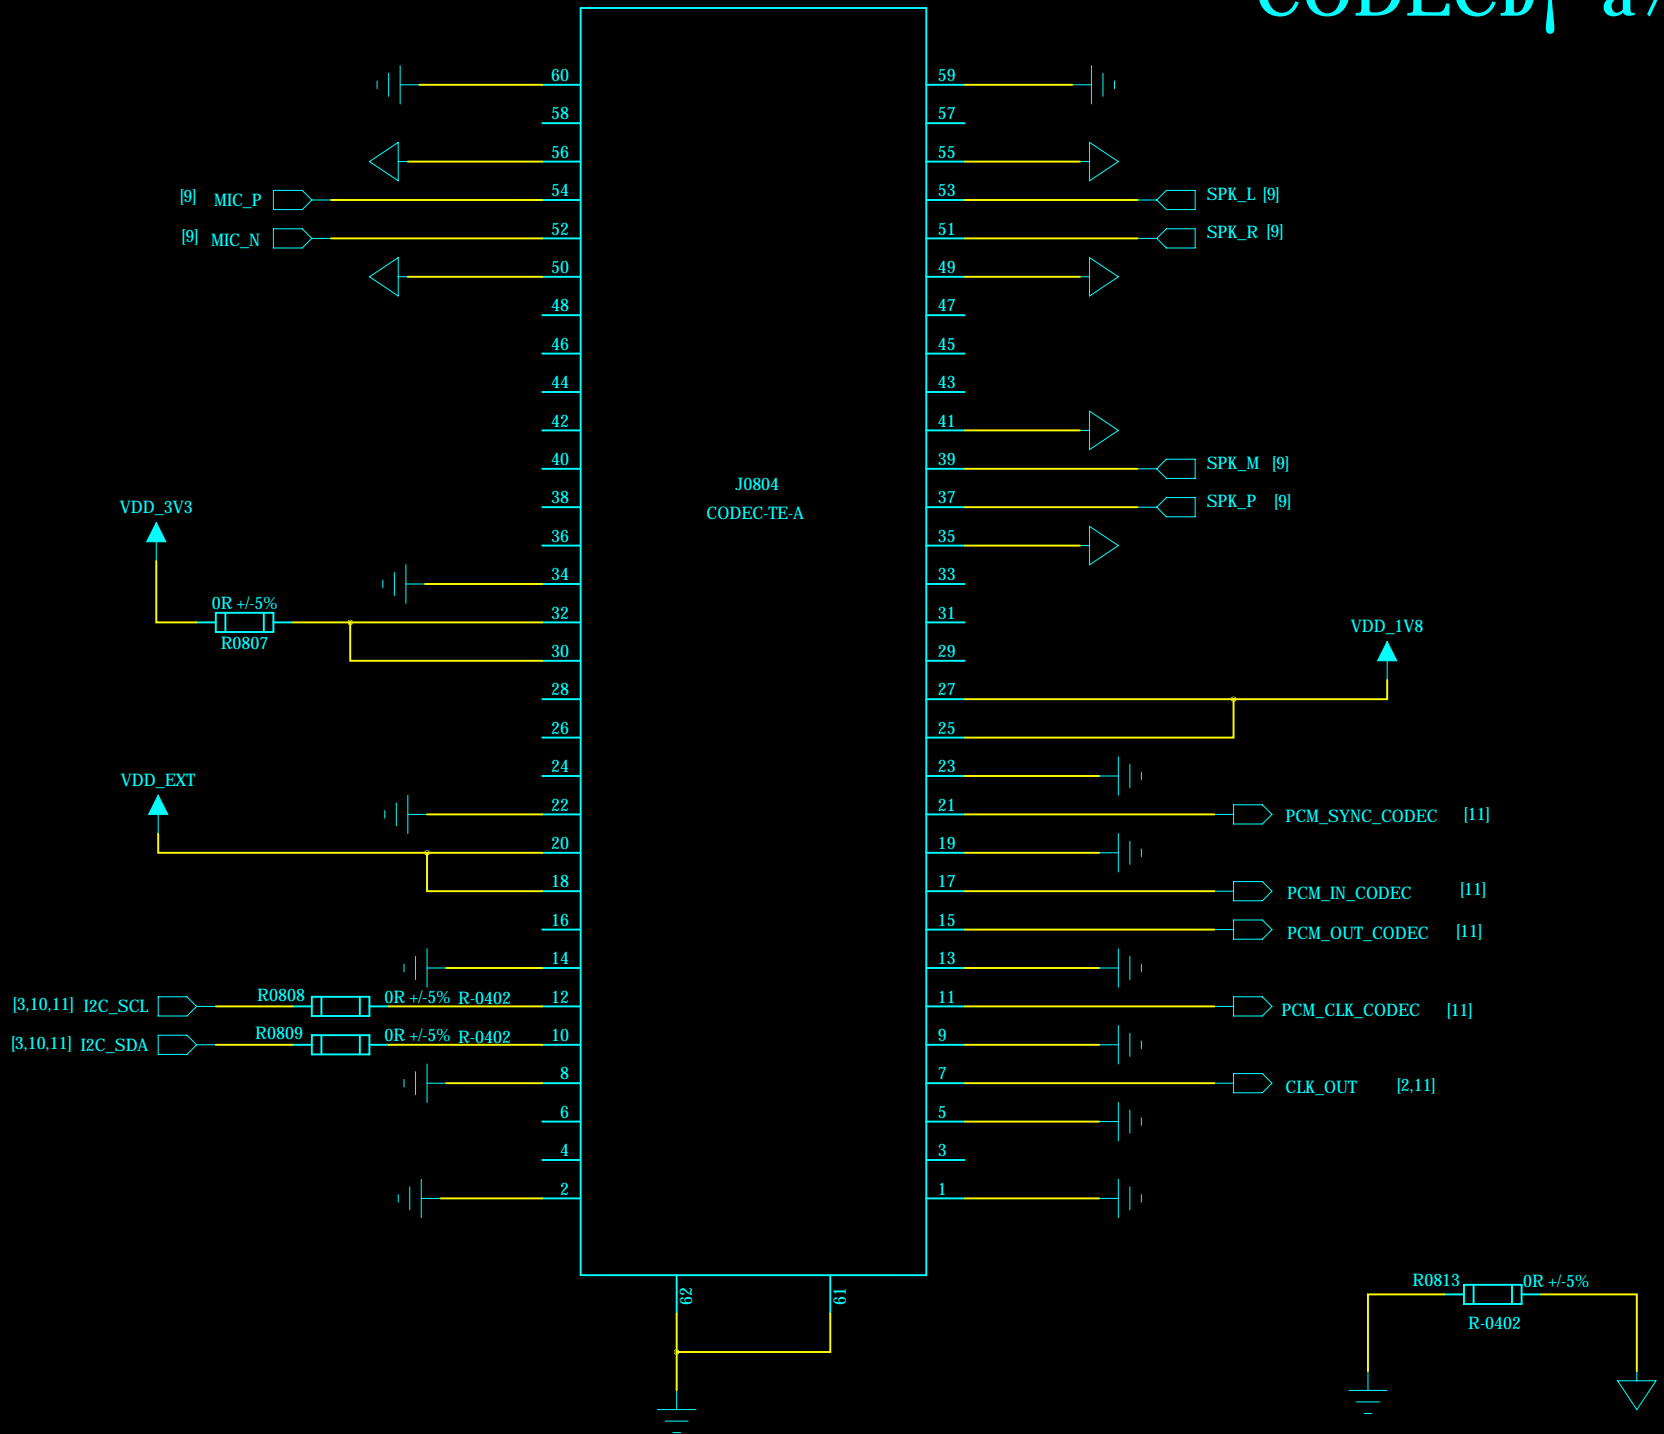 60 59
58 57
56 55
[9] MIC_P 54 53 SPK_L [9]
[9] MIC_N 52 51 SPK_R [9]
50 49
48 47
46 45
44 43
42 41
40 39 SPK_M [9]
J0804
VDD_3V3 38 37 SPK_P [9]
CODEC-TE-A
36 35
34 33
0R +/-5%
32 31
VDD_1V8
R0807
30 29
28 27
26 25
24 23
VDD_EXT
22 21 PCM_SYNC_CODEC [11]
20 19
18 17 PCM_IN_CODEC [11]
16 15 PCM_OUT_CODEC [11]
14 13
[3,10,11] I2C_SCL R0808 0R +/-5% R-0402 12 11 PCM_CLK_CODEC [11]
[3,10,11] I2C_SDA R0809 0R +/-5% R-0402 10 9
8 7 CLK_OUT [2,11]
6 5
4 3
2 1
62 61
R0813 0R +/-5%
R-0402